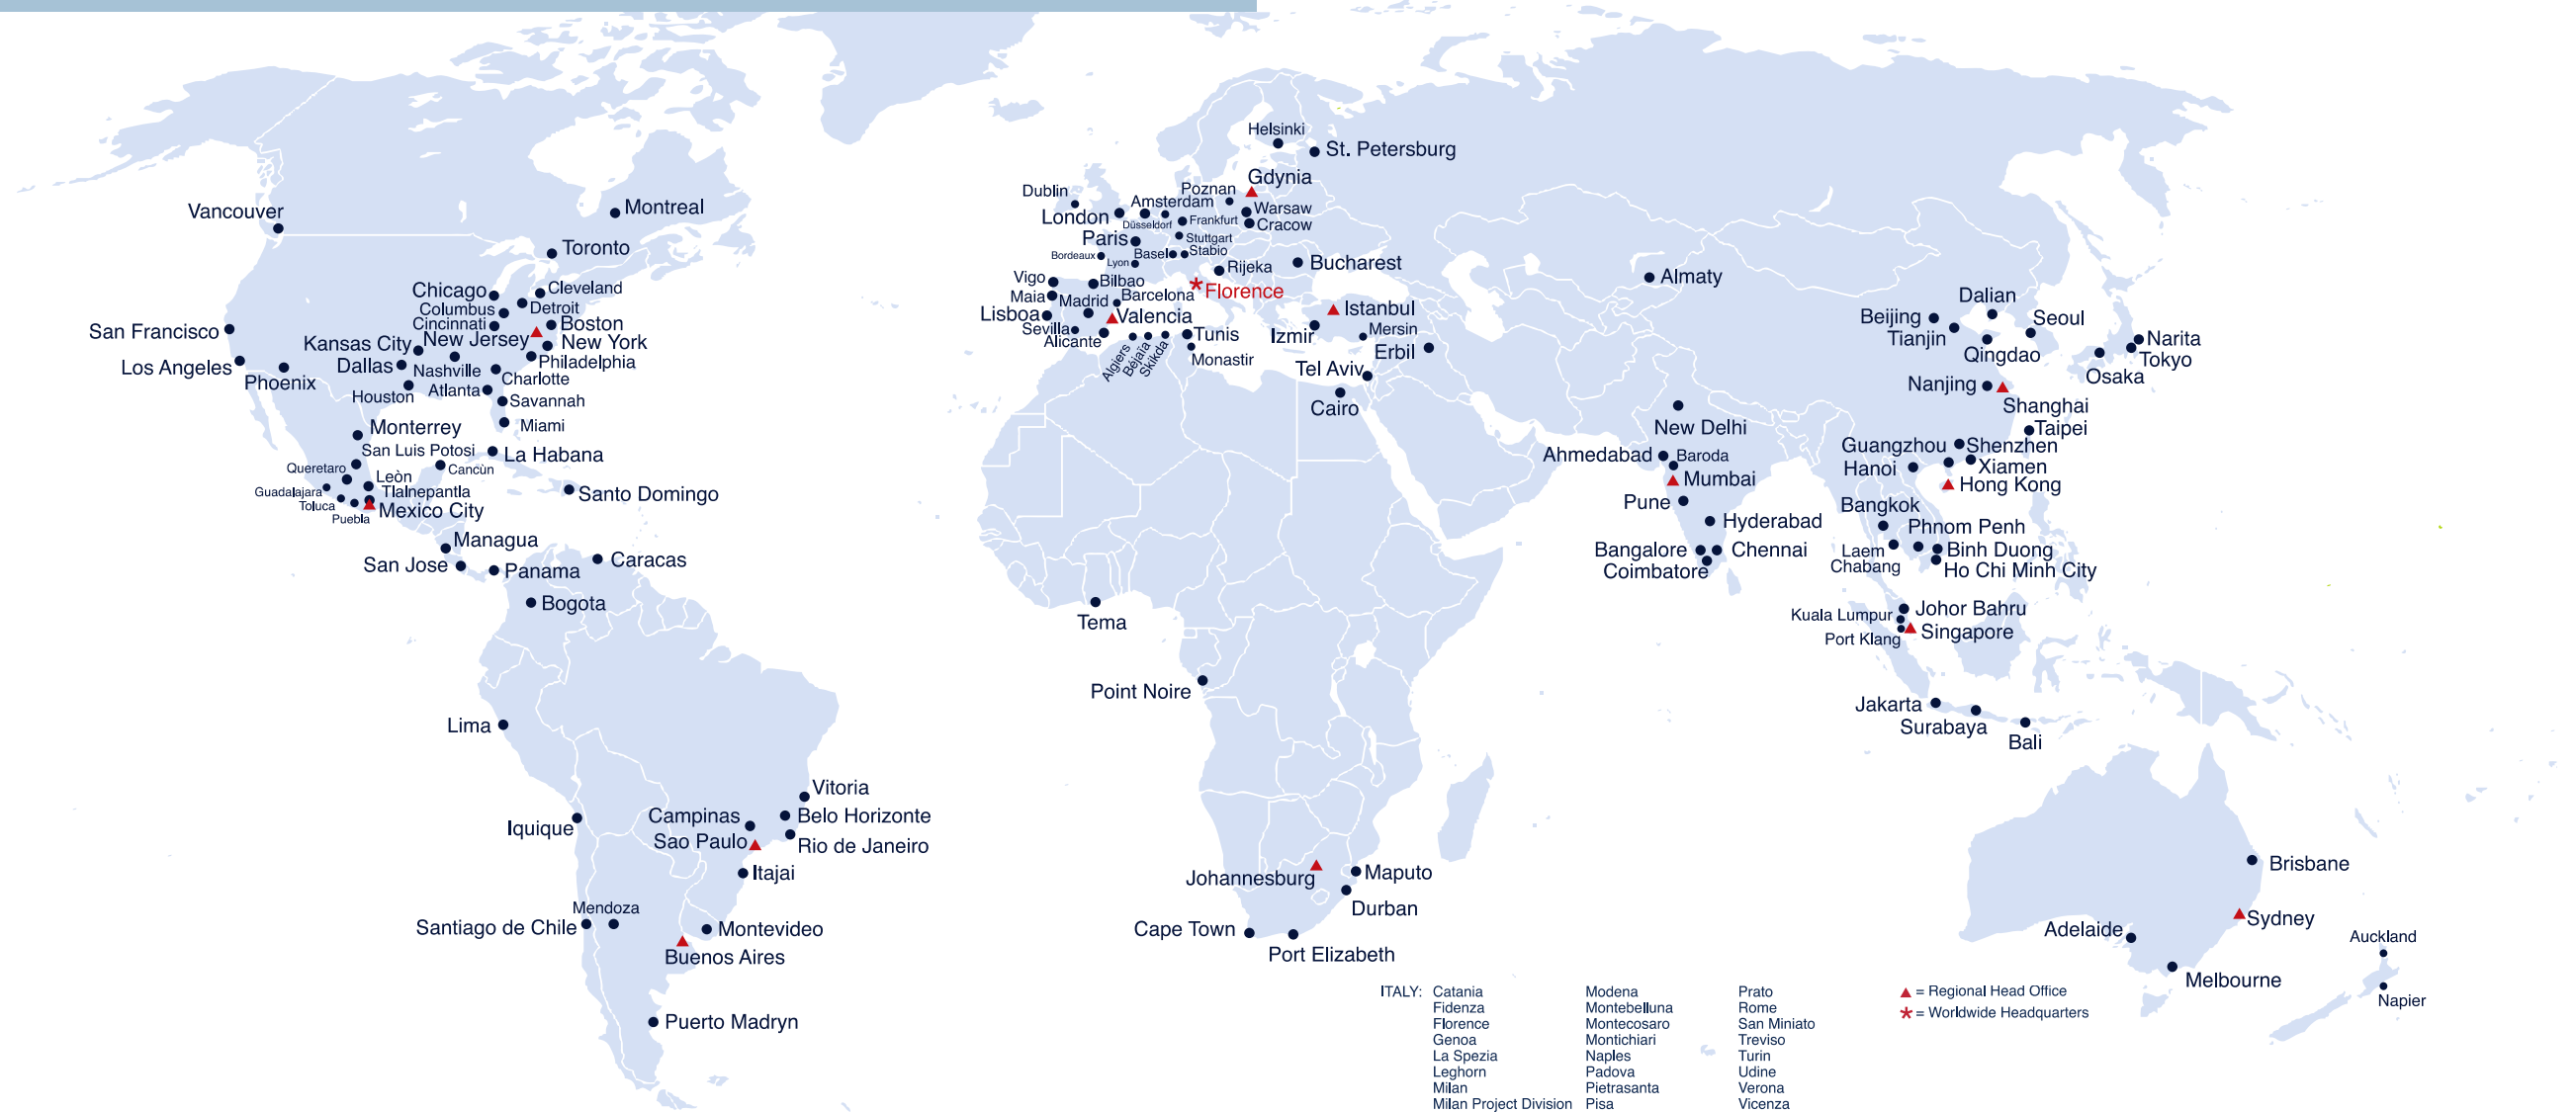 Helsinki
St. Petersburg
Gdynia
Dublin
Poznan
Amsterdam
Vancouver
Montreal
London
Warsaw
Düsseldorf
Frankfurt
Cracow
Paris
Stuttgart
Toronto
Bordeaux
Basel
Stabio
Lyon
Rijeka
Bucharest
Almaty
Vigo
Bilbao
Chicago
Cleveland
Florence
Maia
Madrid
Barcelona
Dalian
Columbus
Detroit
Istanbul
Lisboa
Valencia
Beijing
Seoul
Cincinnati
Boston
San Francisco
Sevilla
Tunis
Izmir
Mersin
Tianjin
Narita
Kansas City
New Jersey
New York
Alicante
Algiers
Béjaïa
Skikda
Monastir
Erbil
Qingdao
Tokyo
Los Angeles
Dallas
Nashville
Philadelphia
Tel Aviv
Osaka
Phoenix
Charlotte
Nanjing
Houston
Atlanta
Savannah
Cairo
Shanghai
Monterrey
Miami
New Delhi
Taipei
San Luis Potosi
La Habana
Ahmedabad
Baroda
Guangzhou
Shenzhen
Queretaro
Cancùn
Hanoi
Xiamen
Leòn
Mumbai
Hong Kong
Guadalajara
Tlalnepantla
Santo Domingo
Toluca
Mexico City
Pune
Bangkok
Puebla
Hyderabad
Phnom Penh
Managua
Bangalore
Chennai
Laem
Chabang
Binh Duong
San Jose
Panama
Caracas
Coimbatore
Ho Chi Minh City
Bogota
Tema
Kuala Lumpur
Johor Bahru
Port Klang
Singapore
Point Noire
Lima
Jakarta
Surabaya
Bali
Vitoria
Campinas
Belo Horizonte
Iquique
Sao Paulo
Rio de Janeiro
Itajai
Johannesburg
Maputo
Brisbane
Mendoza
Durban
Santiago de Chile
Montevideo
Cape Town
Sydney
Adelaide
Auckland
Buenos Aires
Port Elizabeth
Melbourne
Napier
Puerto Madryn
ITALY: Catania
Fidenza
Florence
Genoa
La Spezia
Leghorn
Milan
Milan Project Division
Modena
Montebelluna
Montecosaro
Montichiari
Naples
Padova
Pietrasanta
Pisa
Prato
Rome
San Miniato
Treviso
Turin
Udine
Verona
Vicenza
= Regional Head Office
= Worldwide Headquarters